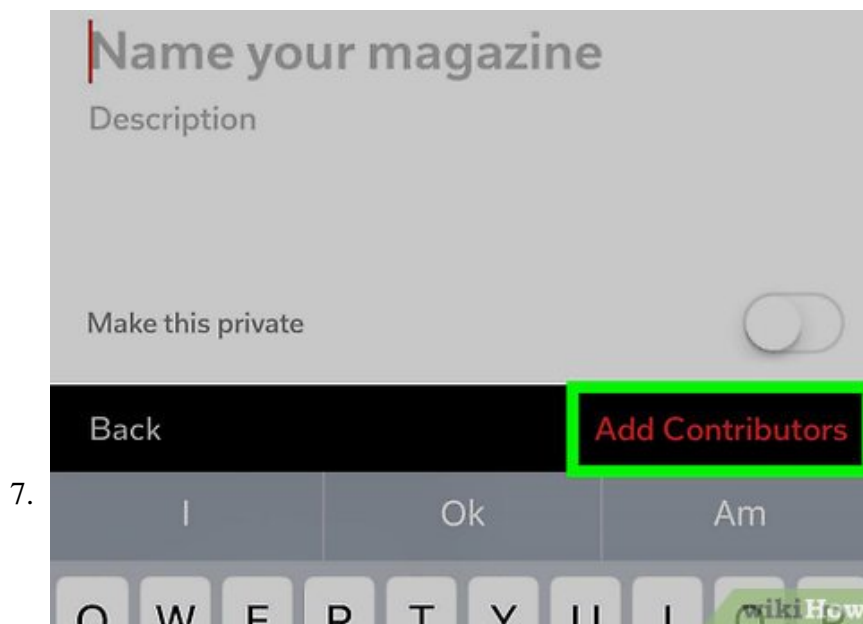 Name your magazine
Description
Make this private
Back
Add Contributors
7.
I
Ok
Am
Q W E R T Y U I O P
wikiHow